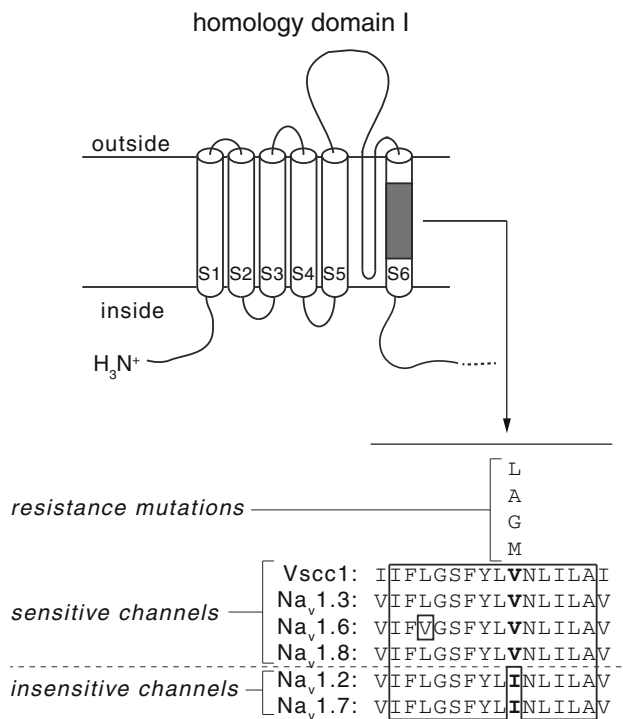 homology domain I
outside
S1 S2 S3 S4 S5 S6
inside
H₃N⁺
L
resistance mutations A
G
M
Vscc1: IIFLGSFYLVNLILAI
Naᵥ1.3: VIFLGSFYLVNLILAV
sensitive channels Naᵥ1.6: VIFVGSFYLVNLILAV
Naᵥ1.8: VIFLGSFYLVNLILAV
insensitive channels Naᵥ1.2: VIFLGSFYLINLILAV
Naᵥ1.7: VIFLGSFYLINLILAV